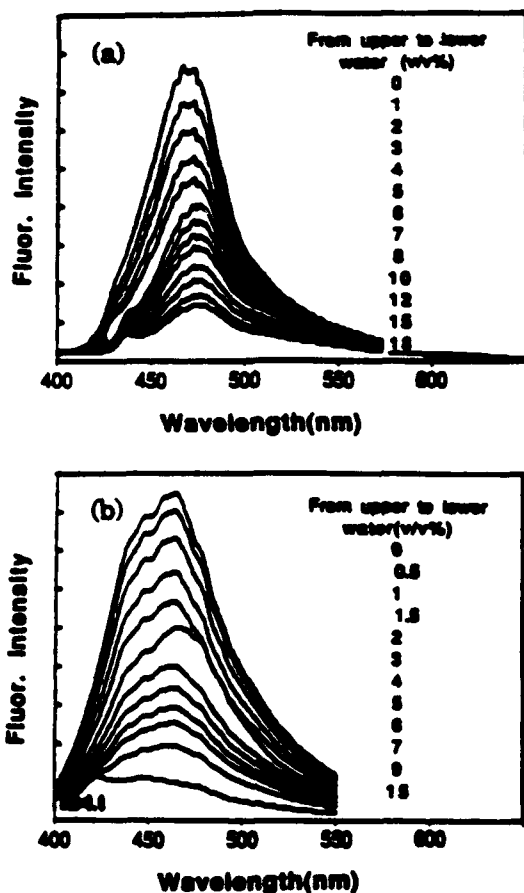 (a)
From upper to lower
water (v/v%)
0
1
2
3
4
5
6
7
8
10
12
15
18
Fluor. Intensity
400 450 500 550 600
Wavelength(nm)
(b)
From upper to lower
water(v/v%)
0
0.5
1
1.5
2
3
4
5
6
7
9
15
Fluor. Intensity
400 450 500 550 600
Wavelength(nm)